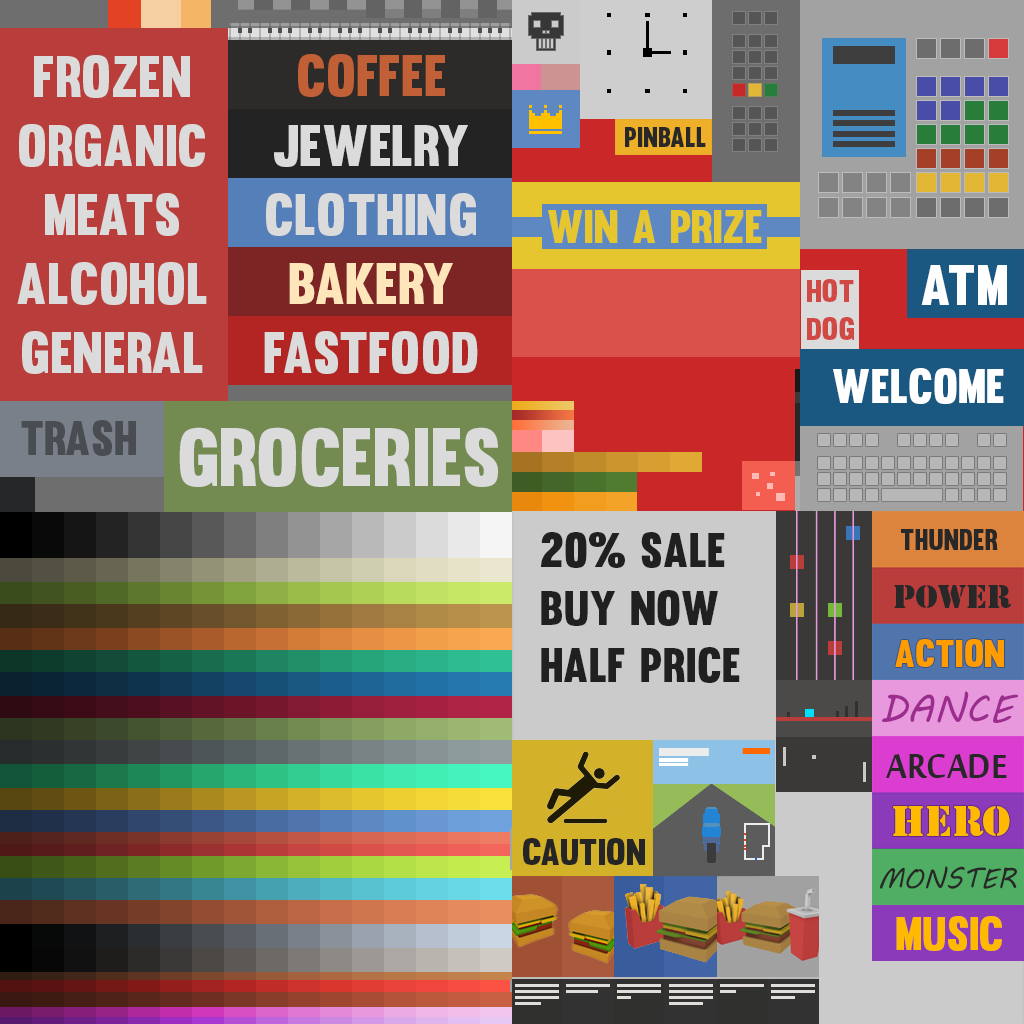 FROZEN
ORGANIC
MEATS
ALCOHOL
GENERAL
COFFEE
JEWELRY
CLOTHING
BAKERY
FASTFOOD
TRASH
GROCERIES
PINBALL
WIN A PRIZE
HOT
DOG
ATM
WELCOME
20% SALE
BUY NOW
HALF PRICE
CAUTION
THUNDER
POWER
ACTION
DANCE
ARCADE
HERO
MONSTER
MUSIC